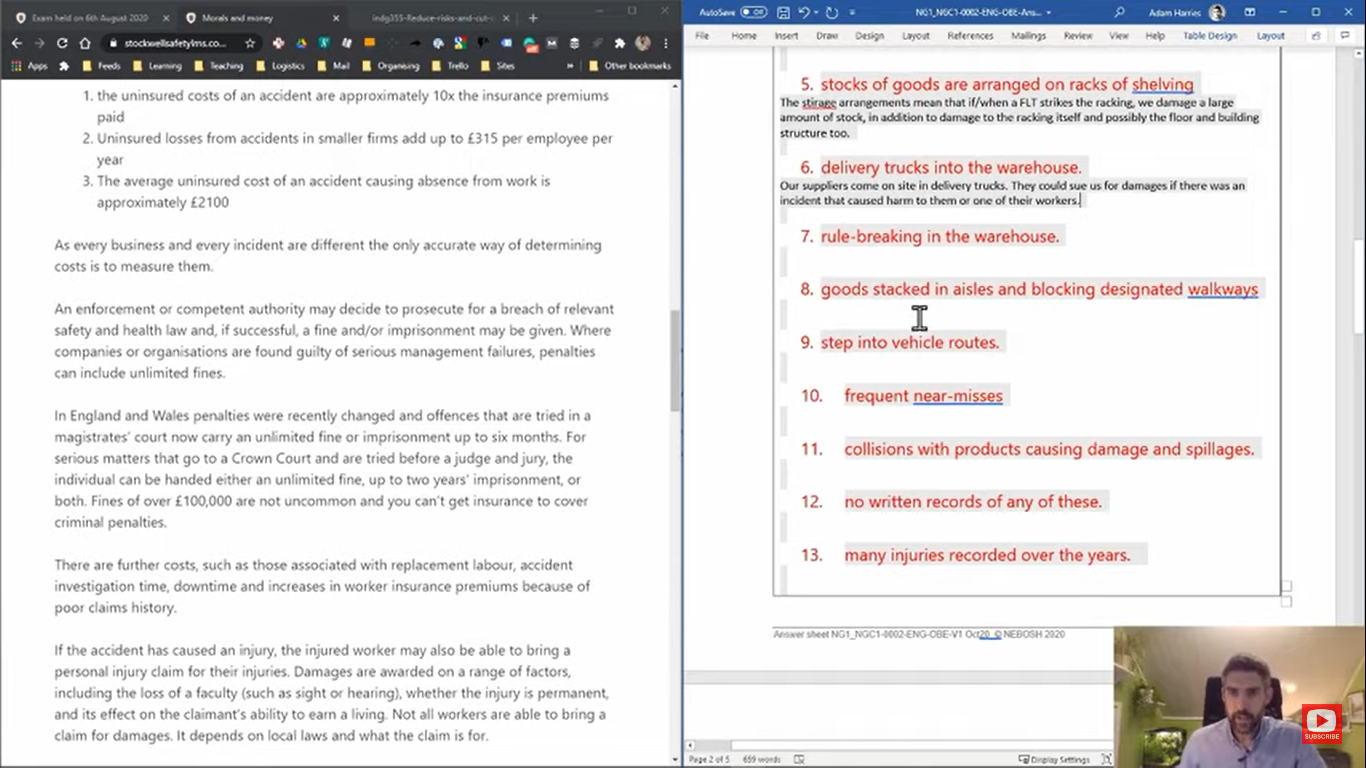 Exam held on 6th August 2020
Morals and money
indg355-Reduce-risks-and-cut-c
stockwellsafetylms.co...
Apps
Feeds
Learning
Teaching
Logistics
Mail
Organising
Trello
Sites
Other bookmarks
1. the uninsured costs of an accident are approximately 10x the insurance premiums
paid
2. Uninsured losses from accidents in smaller firms add up to £315 per employee per
year
3. The average uninsured cost of an accident causing absence from work is
approximately £2100
As every business and every incident are different the only accurate way of determining
costs is to measure them.
An enforcement or competent authority may decide to prosecute for a breach of relevant
safety and health law and, if successful, a fine and/or imprisonment may be given. Where
companies or organisations are found guilty of serious management failures, penalties
can include unlimited fines.
In England and Wales penalties were recently changed and offences that are tried in a
magistrates' court now carry an unlimited fine or imprisonment up to six months. For
serious matters that go to a Crown Court and are tried before a judge and jury, the
individual can be handed either an unlimited fine, up to two years' imprisonment, or
both. Fines of over £100,000 are not uncommon and you can't get insurance to cover
criminal penalties.
There are further costs, such as those associated with replacement labour, accident
investigation time, downtime and increases in worker insurance premiums because of
poor claims history.
If the accident has caused an injury, the injured worker may also be able to bring a
personal injury claim for their injuries. Damages are awarded on a range of factors,
including the loss of a faculty (such as sight or hearing), whether the injury is permanent,
and its effect on the claimant's ability to earn a living. Not all workers are able to bring a
claim for damages. It depends on local laws and what the claim is for.
AutoSave Off
NG1_NGC1-0002-ENG-OBE-Ans...
Adam Harries
File Home Insert Draw Design Layout References Mailings Review View Help Table Design Layout
5. stocks of goods are arranged on racks of shelving
The stirage arrangements mean that if/when a FLT strikes the racking, we damage a large
amount of stock, in addition to damage to the racking itself and possibly the floor and building
structure too.
6. delivery trucks into the warehouse.
Our suppliers come on site in delivery trucks. They could sue us for damages if there was an
incident that caused harm to them or one of their workers.
7. rule-breaking in the warehouse.
8. goods stacked in aisles and blocking designated walkways
9. step into vehicle routes.
10. frequent near-misses
11. collisions with products causing damage and spillages.
12. no written records of any of these.
13. many injuries recorded over the years.
Answer sheet NG1_NGC1-0002-ENG-OBE-V1 Oct20 © NEBOSH 2020
Page 2 of 5 659 words
Display Settings
SUBSCRIBE